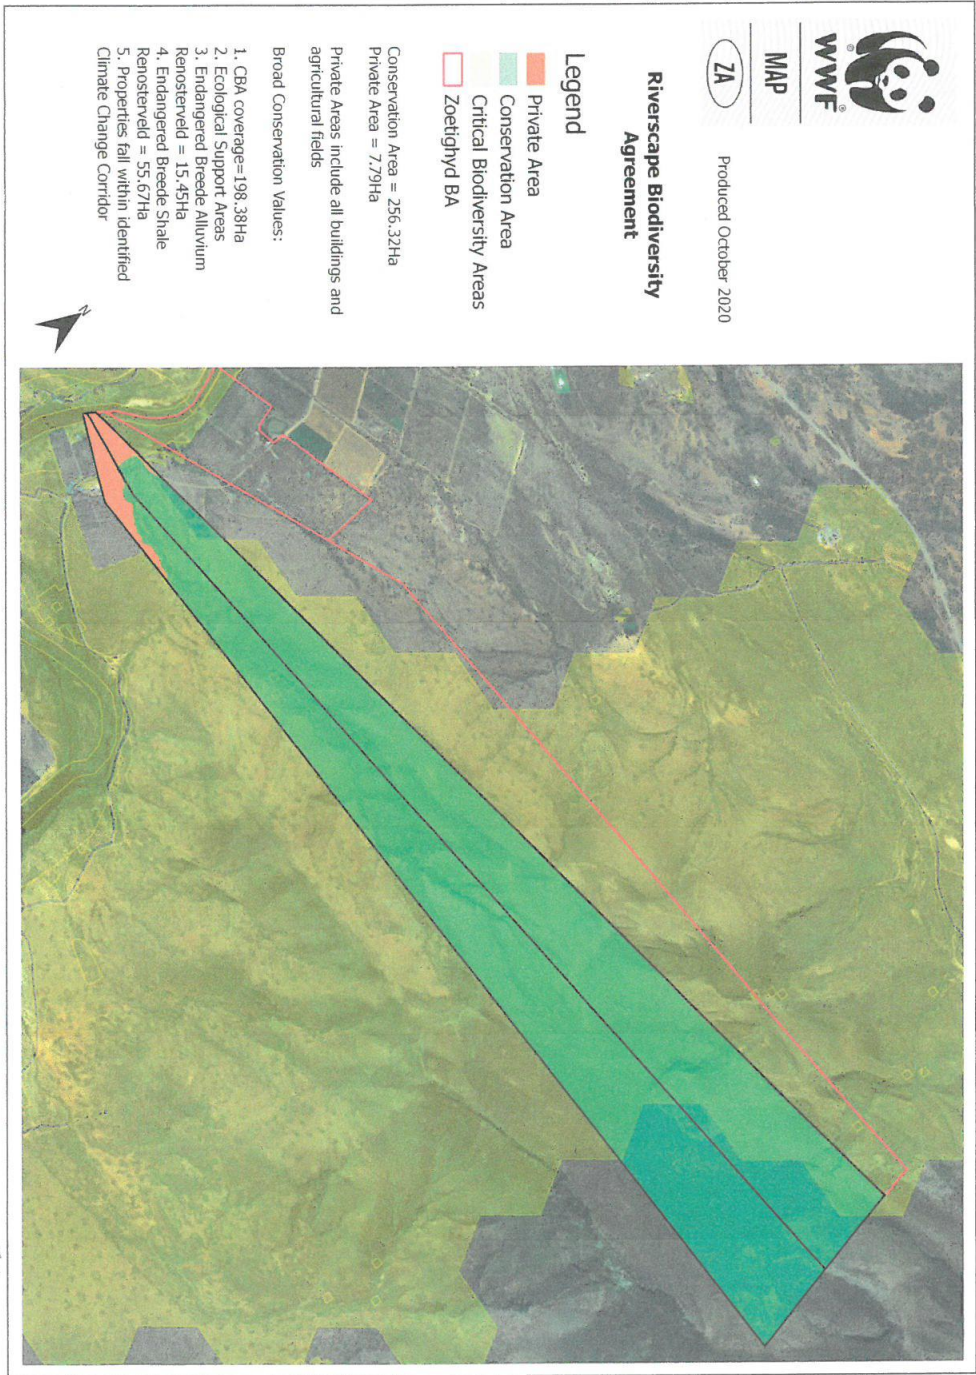 WWF®
MAP
ZA
Produced October 2020
Riverscape Biodiversity
Agreement
Legend
Private Area
Conservation Area
Critical Biodiversity Areas
Zoetighyd BA
Conservation Area = 256.32Ha
Private Area = 7.79Ha
Private Areas include all buildings and
agricultural fields
Broad Conservation Values:
1. CBA coverage=198.38Ha
2. Ecological Support Areas
3. Endangered Breede Alluvium
Renosterveld = 15.45Ha
4. Endangered Breede Shale
Renosterveld = 55.67Ha
5. Properties fall within identified
Climate Change Corridor
N